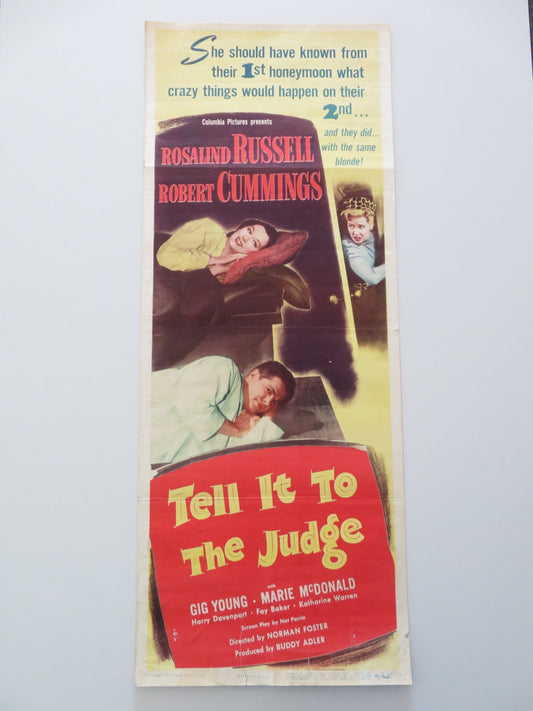 She should have known from
their 1st honeymoon what
crazy things would happen on their
2nd...
and they did...
with the same
blonde!
Columbia Pictures presents
ROSALIND RUSSELL
ROBERT CUMMINGS
Tell It To
The Judge
with
GIG YOUNG · MARIE McDONALD
Harry Davenport · Fay Baker · Katharine Warren
Screen Play by Nat Perrin
Directed by NORMAN FOSTER
Produced by BUDDY ADLER